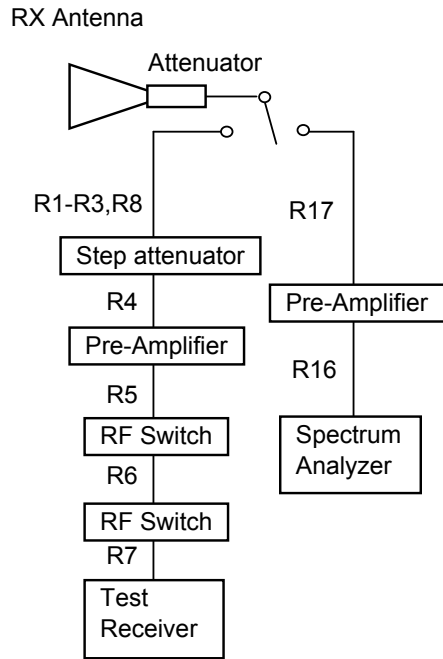 RX Antenna
Attenuator
R1-R3,R8
R17
Step attenuator
R4
Pre-Amplifier
Pre-Amplifier
R5
R16
RF Switch
Spectrum
Analyzer
R6
RF Switch
R7
Test
Receiver